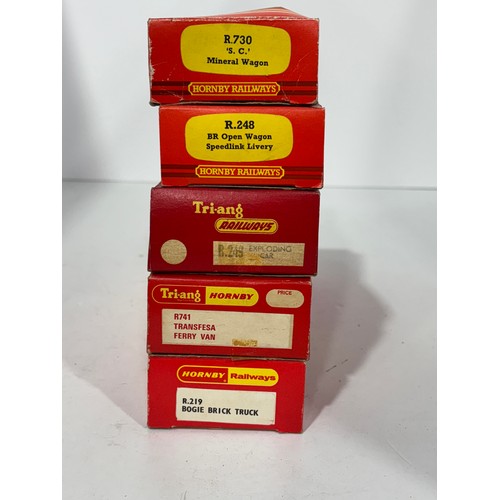 R.730
'S. C.'
Mineral Wagon
HORNBY RAILWAYS
R.248
BR Open Wagon
Speedlink Livery
HORNBY RAILWAYS
Tri-ang
RAILWAYS
EXPLODING
CAR
Tri-ang HORNBY
PRICE
R741
TRANSFESA
FERRY VAN
HORNBY Railways
R.219
BOGIE BRICK TRUCK